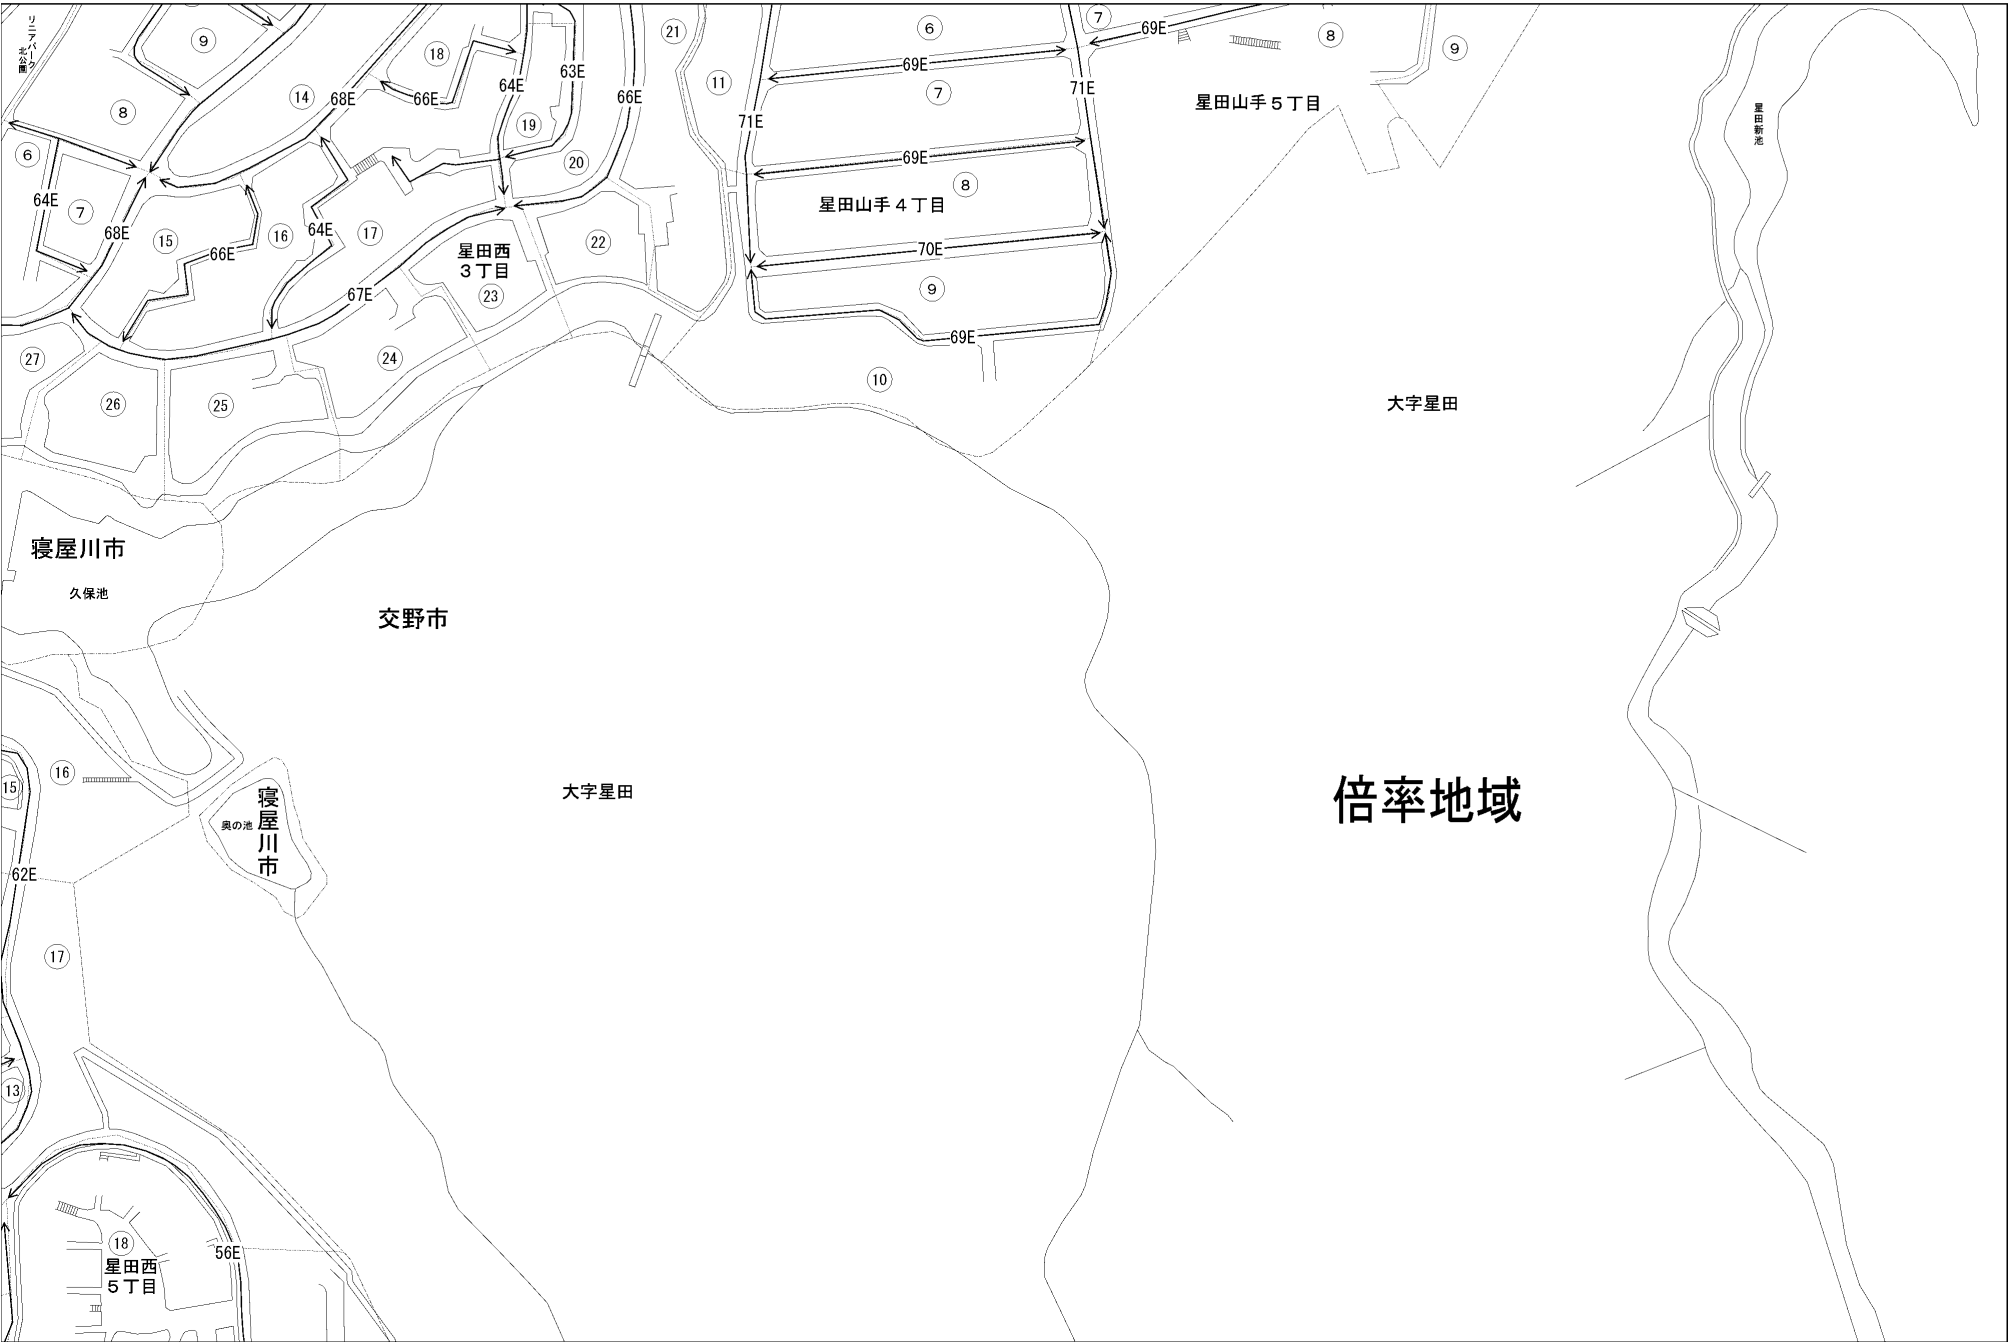 リニアパーク
北公園
9
8
6
7
64E
68E
14
68E
18
66E
64E
63E
19
20
66E
21
11
71E
6
69E
7
69E
8
星田山手４丁目
70E
9
69E
10
7
69E
71E
8
9
星田山手５丁目
星田新池
15
66E
16
64E
17
67E
星田西
３丁目
23
22
24
25
26
27
大字星田
寝屋川市
久保池
交野市
16
15
寝屋川市
奥の池
大字星田
倍率地域
62E
17
13
18
星田西
５丁目
56E